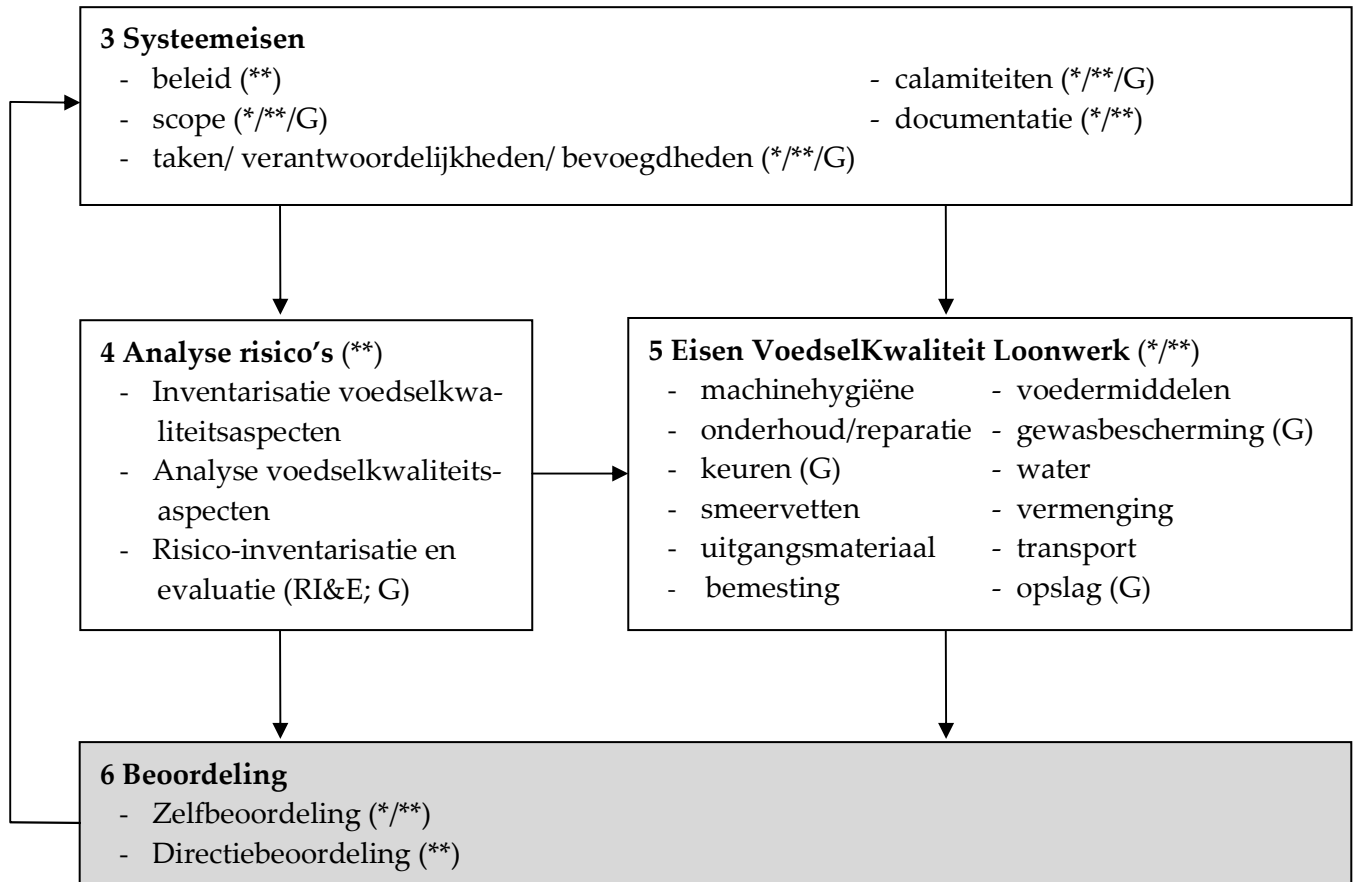 3 Systeemeisen
- beleid (**)
- scope (*/**/G)
- taken/ verantwoordelijkheden/ bevoegdheden (*/**/G)
- calamiteiten (*/**/G)
- documentatie (*/**)
4 Analyse risico’s (**)
- Inventarisatie voedselkwa-
liteitsaspecten
- Analyse voedselkwaliteits-
aspecten
- Risico-inventarisatie en
evaluatie (RI&E; G)
5 Eisen VoedselKwaliteit Loonwerk (*/**)
- machinehygiëne
- onderhoud/reparatie
- keuren (G)
- smeervetten
- uitgangsmateriaal
- bemesting
- voedermiddelen
- gewasbescherming (G)
- water
- vermenging
- transport
- opslag (G)
6 Beoordeling
- Zelfbeoordeling (*/**)
- Directiebeoordeling (**)